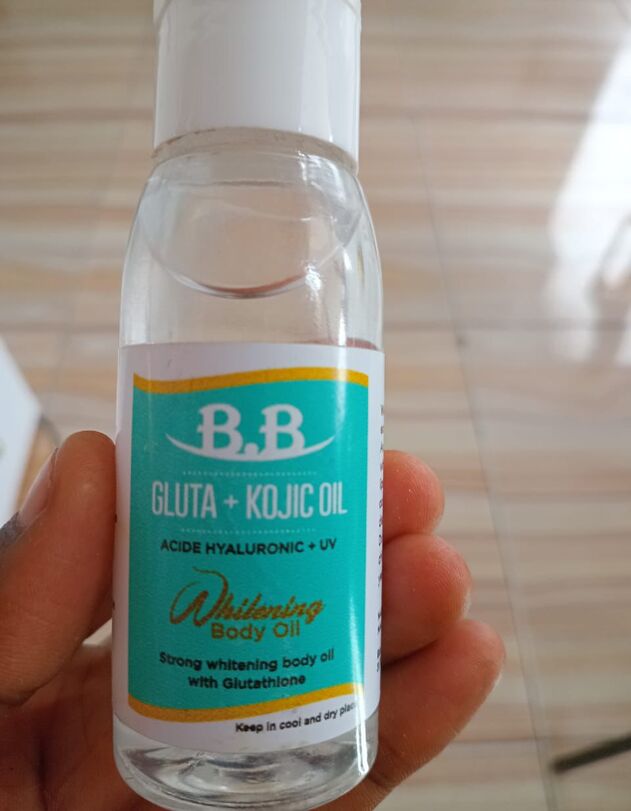 B.B
GLUTA + KOJIC OIL
ACIDE HYALURONIC + UV
Whitening
Body Oil
Strong whitening body oil
with Glutathione
Keep in cool and dry place